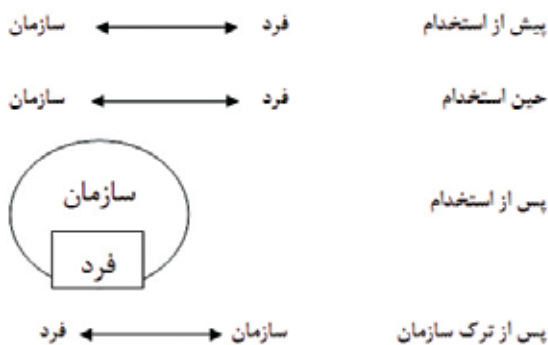 پیش از استخدام فرد سازمان
حین استخدام فرد سازمان
پس از استخدام سازمان
فرد
پس از ترک سازمان سازمان فرد